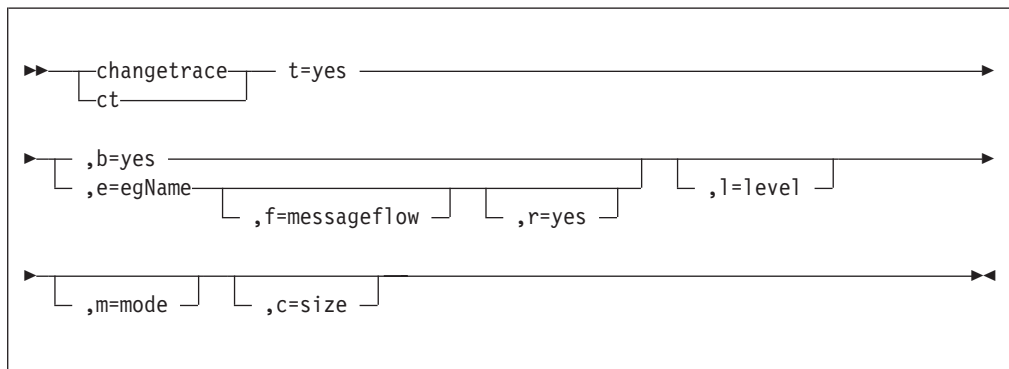 changetrace t=yes
ct
,b=yes
,e=egName ,l=level
,f=messageflow ,r=yes
,m=mode ,c=size